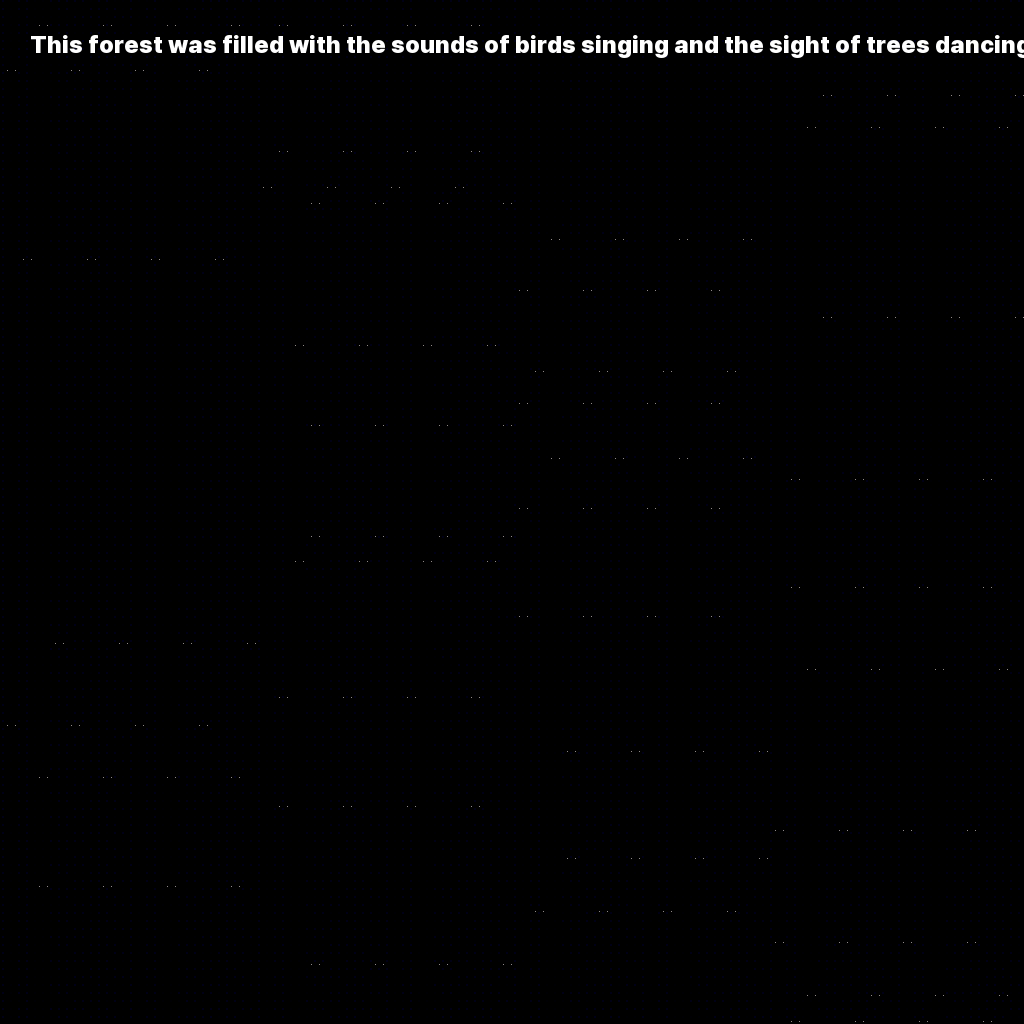 This forest was filled with the sounds of birds singing and the sight of trees dancing